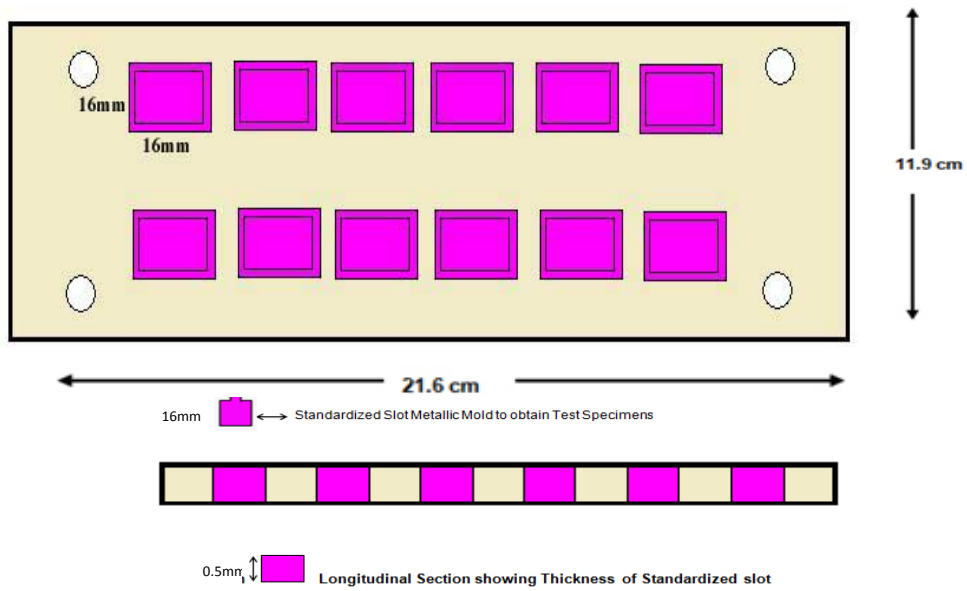 16mm
16mm
11.9 cm
21.6 cm
16mm
Standardized Slot Metallic Mold to obtain Test Specimens
0.5mm
Longitudinal Section showing Thickness of Standardized slot